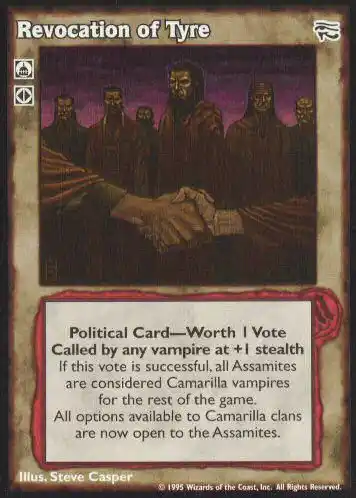 Revocation of Tyre
Political Card—Worth 1 Vote
Called by any vampire at +1 stealth
If this vote is successful, all Assamites
are considered Camarilla vampires
for the rest of the game.
All options available to Camarilla clans
are now open to the Assamites.
Illus. Steve Casper
© 1995 Wizards of the Coast, Inc. All Rights Reserved.